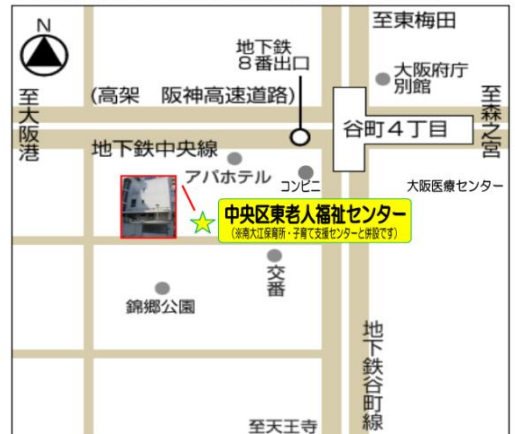 N
至東梅田
地下鉄
8番出口
大阪府庁
別館
至大阪港
(高架　阪神高速道路)
至森之宮
谷町4丁目
地下鉄中央線
アパホテル
コンビニ
大阪医療センター
中央区東老人福祉センター
(※南大江保育所・子育て支援センターと併設です)
交番
錦郷公園
地下鉄谷町線
至天王寺